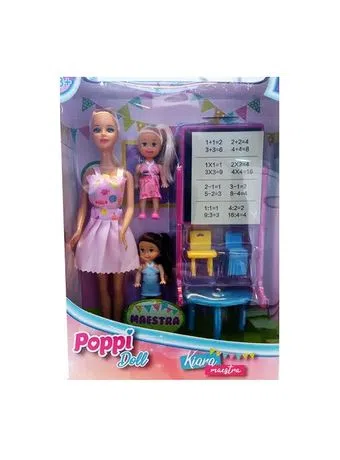 3+
1+1=2 2+2=4
3+3=6 4+4=8
1X1=1 2X2=4
3X3=9 4X4=16
2-1=1 3-1=2
5-2=3 8-4=4
1:1=1 4:2=2
9:3=3 16:4=4
MAESTRA
Poppi
Doll
Kiara
maestra